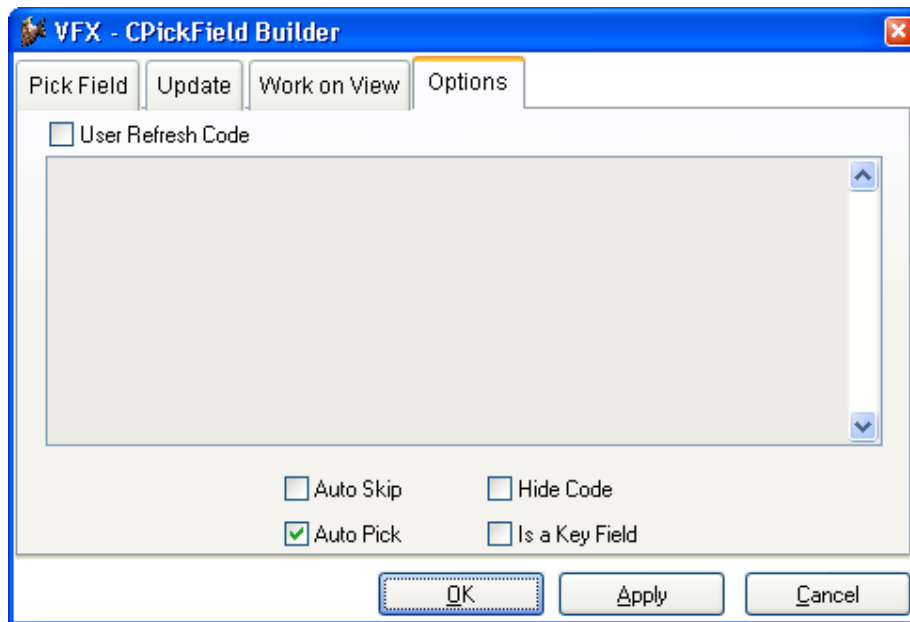 VFX - CPickField Builder
Pick Field Update Work on View Options
User Refresh Code
Auto Skip Hide Code
Auto Pick Is a Key Field
OK Apply Cancel